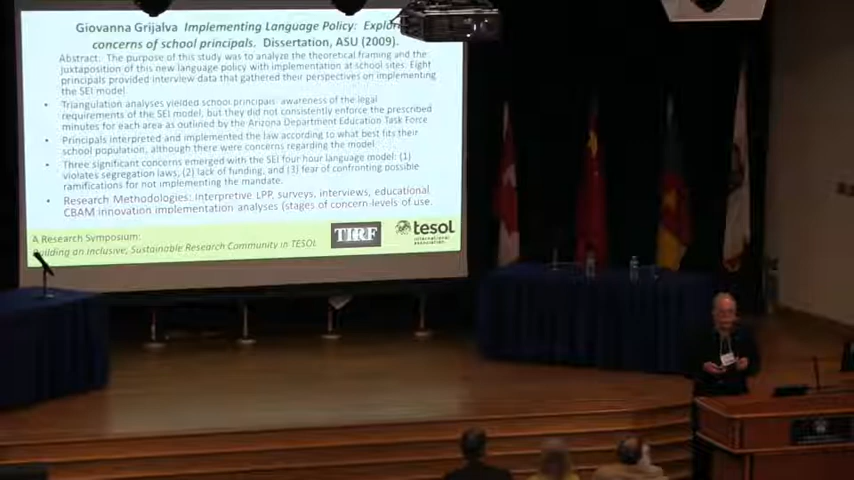 Giovanna Grijalva Implementing Language Policy: Explor
concerns of school principals. Dissertation, ASU (2009).
Abstract: The purpose of this study was to analyze the theoretical framing and the
juxtaposition of this new language policy with implementation at school sites. Eight
principals provided interview data that gathered their perspectives on implementing
the SEI model
• Triangulation analyses yielded school principals' awareness of the legal
requirements of the SEI model, but they did not consistently enforce the prescribed
minutes for each area as outlined by the Arizona Department Education Task Force
• Principals interpreted and implemented the law according to what best fits their
school population, although there were concerns regarding the model
• Three significant concerns emerged with the SEI four hour language model: (1)
violates segregation laws, (2) lack of funding, and (3) fear of confronting possible
ramifications for not implementing the mandate.
• Research Methodologies: Interpretive LPP, surveys, interviews, educational
CBAM innovation implementation analyses (stages of concern-levels of use.
A Research Symposium:
Building an Inclusive, Sustainable Research Community in TESOL
TIRF
tesol
international
association